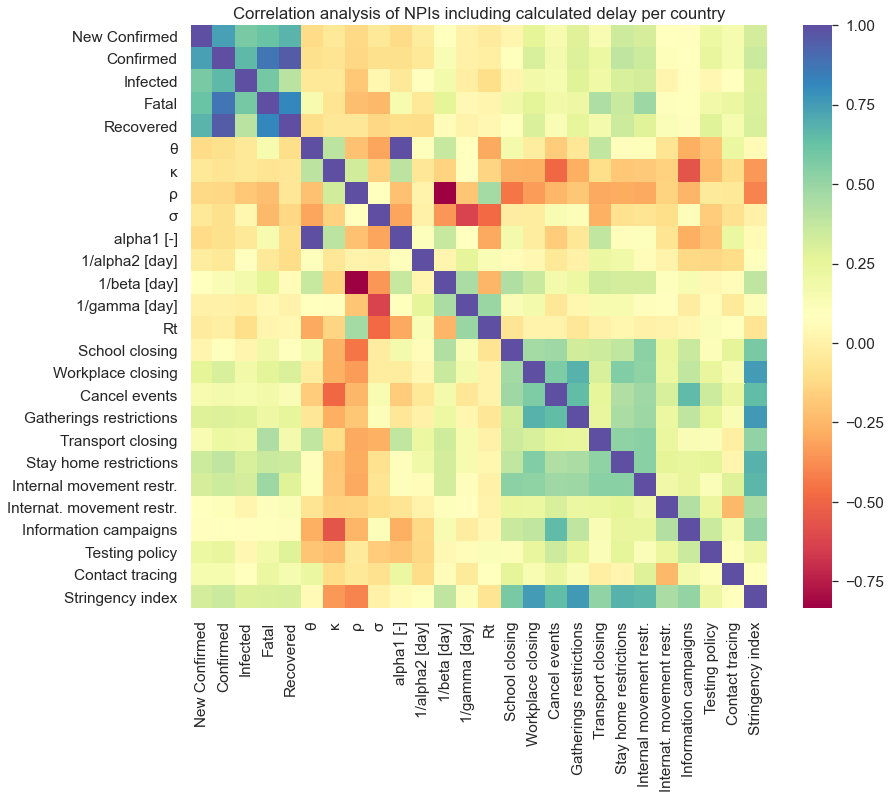 Correlation analysis of NPIs including calculated delay per country
New Confirmed
Confirmed
Infected
Fatal
Recovered
θ
κ
ρ
σ
alpha1 [-]
1/alpha2 [day]
1/beta [day]
1/gamma [day]
Rt
School closing
Workplace closing
Cancel events
Gatherings restrictions
Transport closing
Stay home restrictions
Internal movement restr.
Internat. movement restr.
Information campaigns
Testing policy
Contact tracing
Stringency index
New Confirmed
Confirmed
Infected
Fatal
Recovered
θ
κ
ρ
σ
alpha1 [-]
1/alpha2 [day]
1/beta [day]
1/gamma [day]
Rt
School closing
Workplace closing
Cancel events
Gatherings restrictions
Transport closing
Stay home restrictions
Internal movement restr.
Internat. movement restr.
Information campaigns
Testing policy
Contact tracing
Stringency index
1.00
0.75
0.50
0.25
0.00
−0.25
−0.50
−0.75